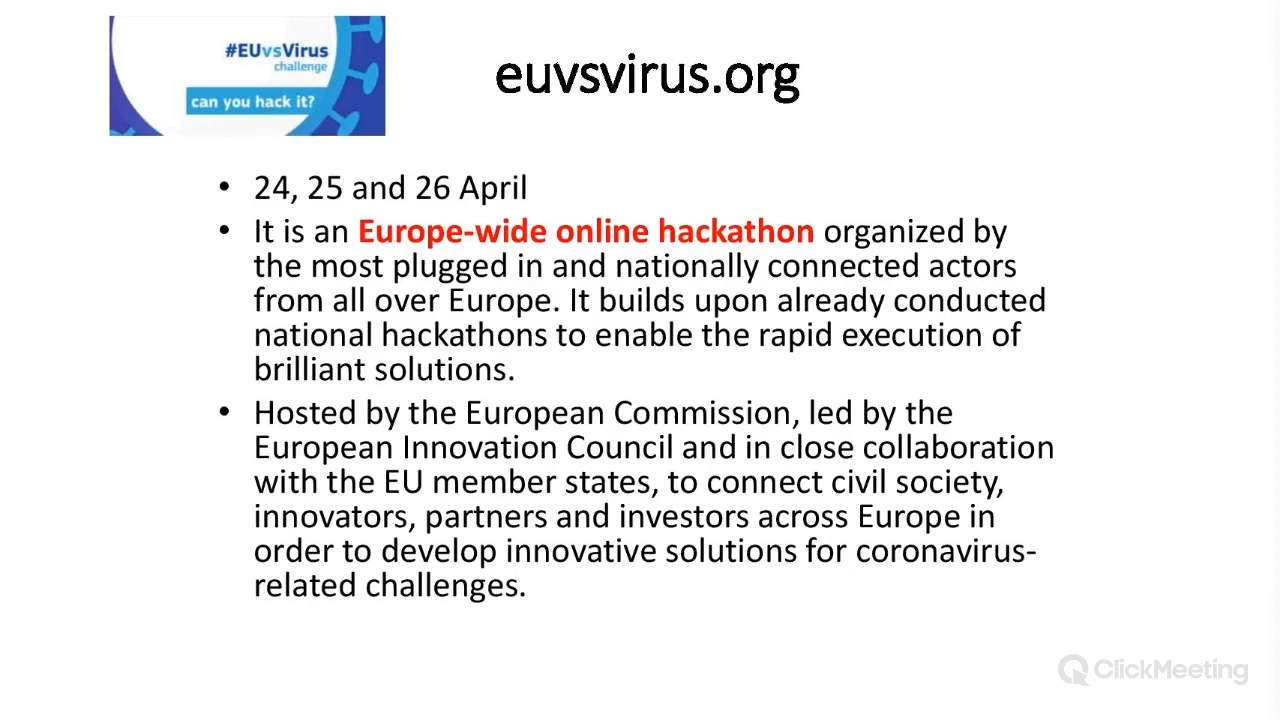 #EUvsVirus
challenge
can you hack it?
euvsvirus.org
• 24, 25 and 26 April
• It is an Europe-wide online hackathon organized by
the most plugged in and nationally connected actors
from all over Europe. It builds upon already conducted
national hackathons to enable the rapid execution of
brilliant solutions.
• Hosted by the European Commission, led by the
European Innovation Council and in close collaboration
with the EU member states, to connect civil society,
innovators, partners and investors across Europe in
order to develop innovative solutions for coronavirus-
related challenges.
ClickMeeting